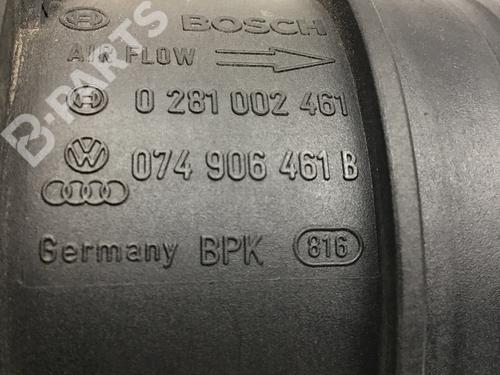 BOSCH
AIR FLOW
0 281 002 461
074 906 461 B
Germany BPK 816
B-PARTS